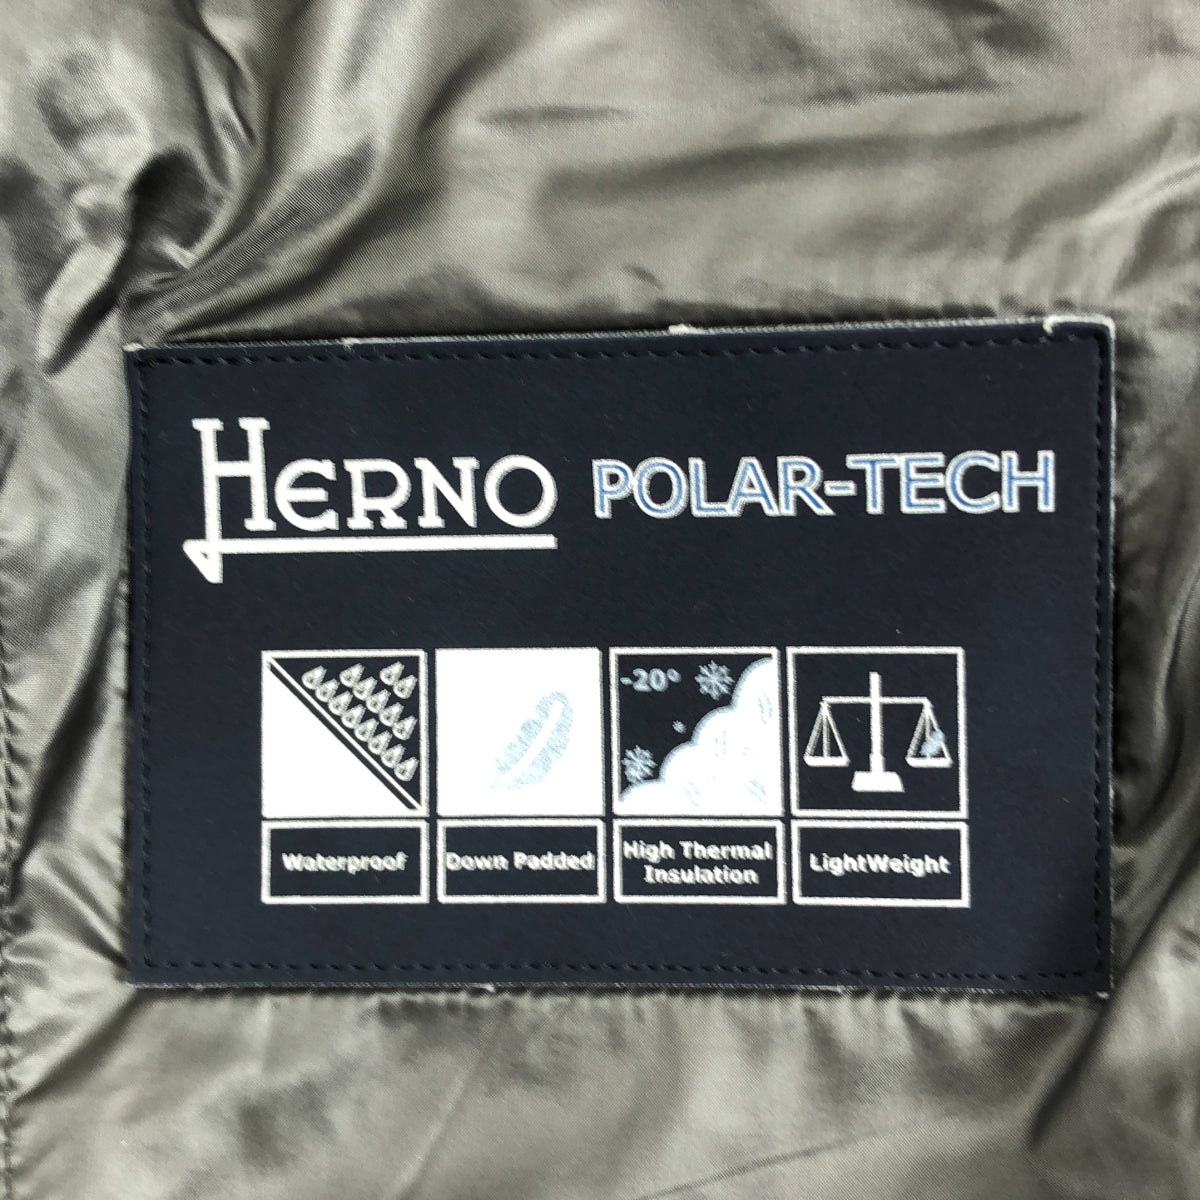 HERNO POLAR-TECH
-20°
Waterproof
Down Padded
High Thermal
Insulation
LightWeight